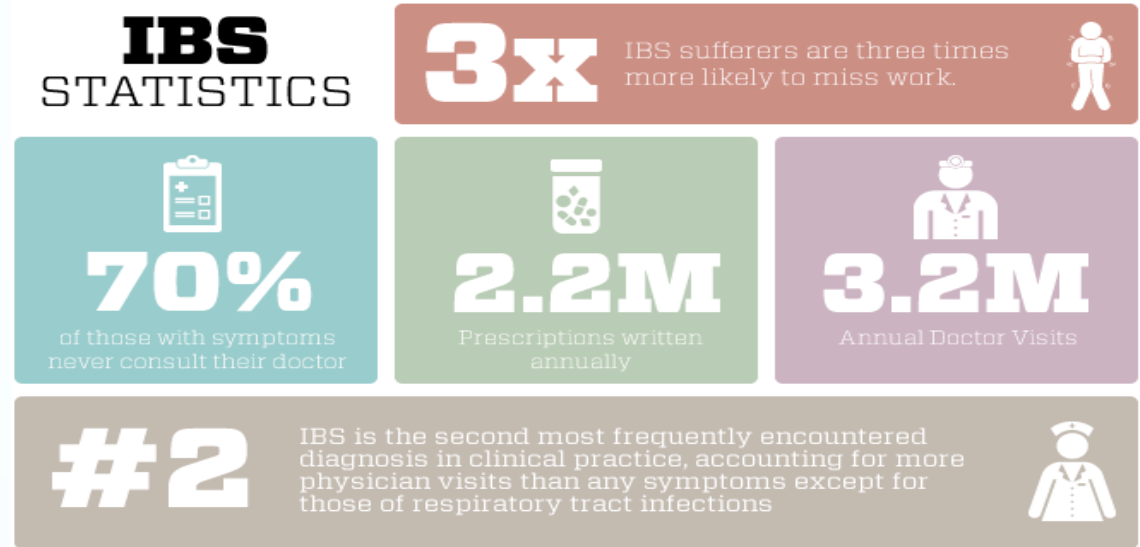 IBS
STATISTICS
3x
IBS sufferers are three times
more likely to miss work.
70%
of those with symptoms
never consult their doctor
2.2M
Prescriptions written
annually
3.2M
Annual Doctor Visits
#2
IBS is the second most frequently encountered
diagnosis in clinical practice, accounting for more
physician visits than any symptoms except for
those of respiratory tract infections